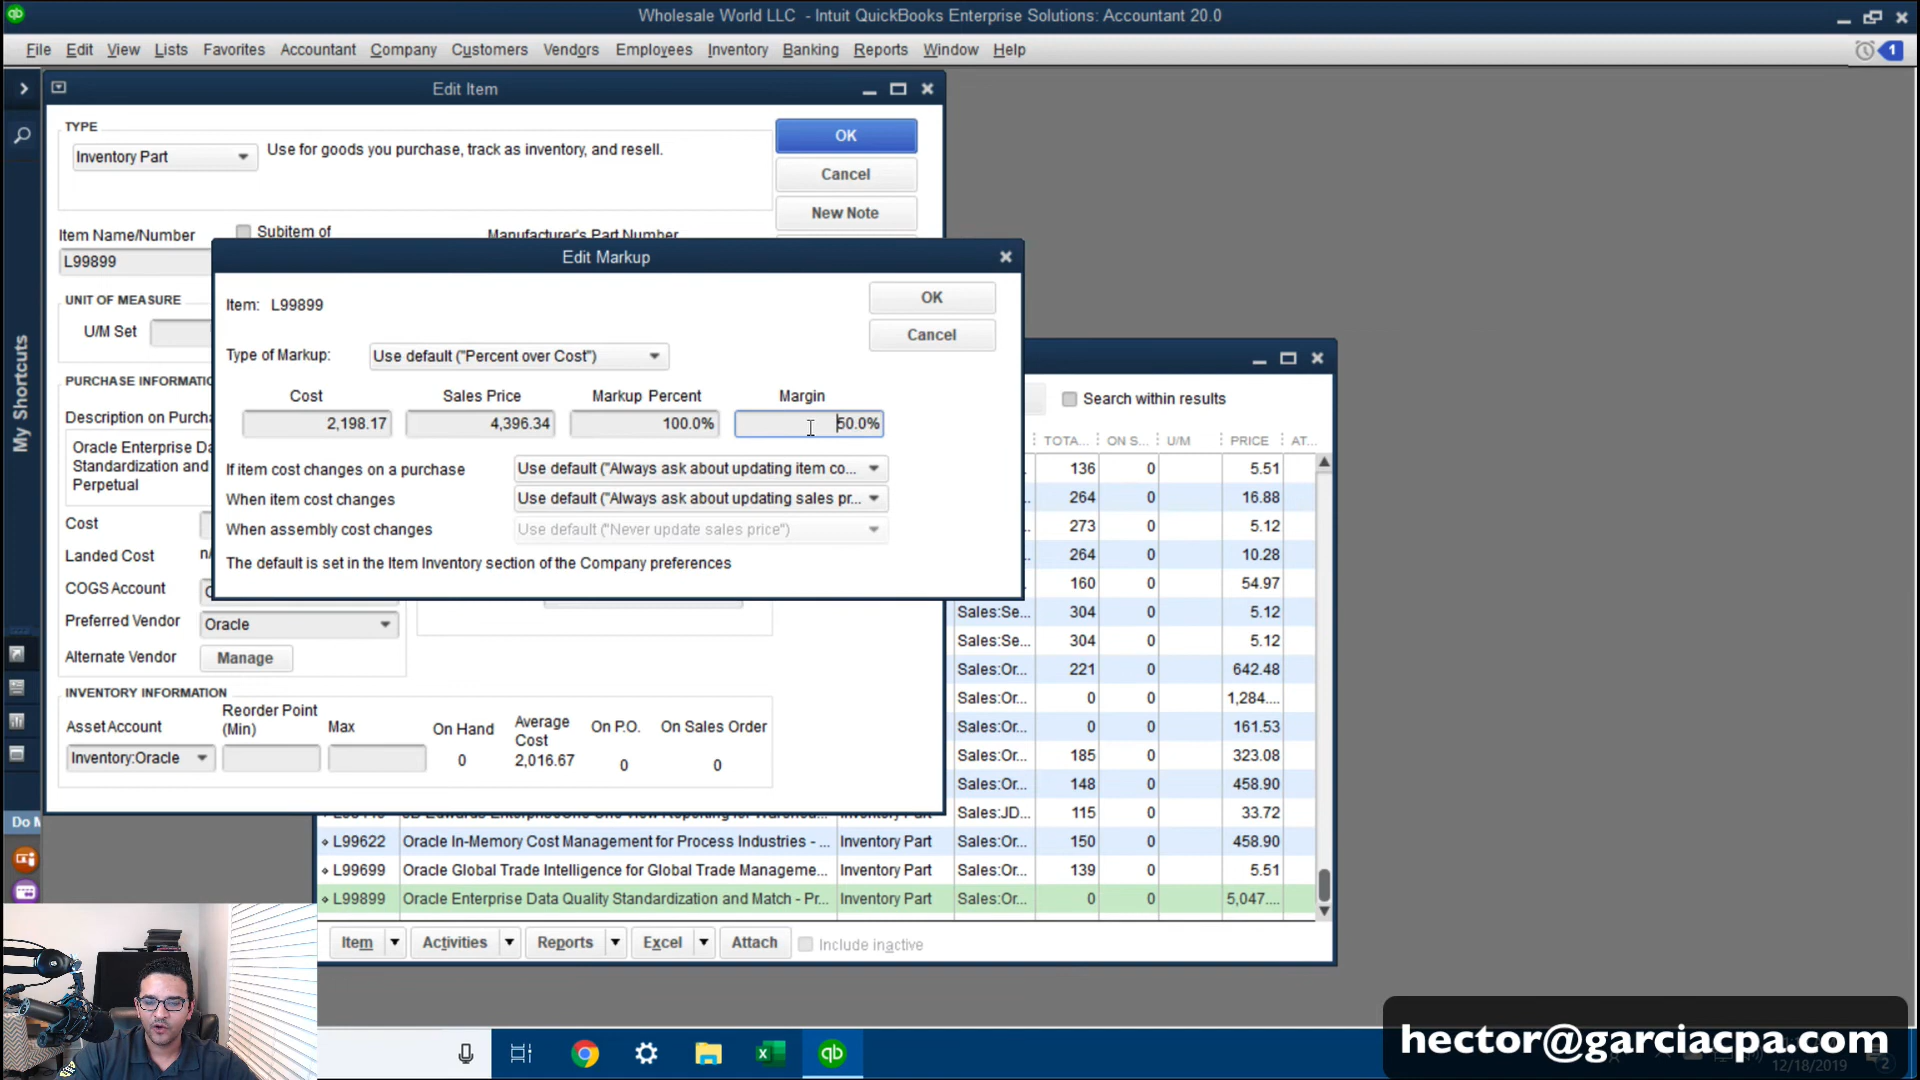 qb
Wholesale World LLC - Intuit QuickBooks Enterprise Solutions: Accountant 20.0
File Edit View Lists Favorites Accountant Company Customers Vendors Employees Inventory Banking Reports Window Help
1
Edit Item
TYPE
Inventory Part
Use for goods you purchase, track as inventory, and resell.
OK
Cancel
New Note
Item Name/Number
Subitem of
Manufacturer's Part Number
L99899
UNIT OF MEASURE
U/M Set
My Shortcuts
Edit Markup
Item: L99899
OK
Cancel
Type of Markup: Use default ("Percent over Cost")
Cost Sales Price Markup Percent Margin
2,198.17 4,396.34 100.0% 50.0%
If item cost changes on a purchase Use default ("Always ask about updating item co...
When item cost changes Use default ("Always ask about updating sales pr...
When assembly cost changes Use default ("Never update sales price")
The default is set in the Item Inventory section of the Company preferences
PURCHASE INFORMATIO
Description on Purcha
Oracle Enterprise Da
Standardization and
Perpetual
Cost
Landed Cost
COGS Account
Preferred Vendor Oracle
Alternate Vendor Manage
INVENTORY INFORMATION
Asset Account
Reorder Point
(Min)
Max
On Hand
Average
Cost
On P.O.
On Sales Order
Inventory:Oracle
0
2,016.67
0
0
Search within results
TOTA... ON S... U/M PRICE AT...
136 0 5.51
264 0 16.88
273 0 5.12
264 0 10.28
160 0 54.97
Sales:Se... 304 0 5.12
Sales:Se... 304 0 5.12
Sales:Or... 221 0 642.48
Sales:Or... 0 0 1,284....
Sales:Or... 0 0 161.53
Sales:Or... 185 0 323.08
Sales:Or... 148 0 458.90
Sales:JD... 115 0 33.72
L99622 Oracle In-Memory Cost Management for Process Industries - ... Inventory Part Sales:Or... 150 0 458.90
L99699 Oracle Global Trade Intelligence for Global Trade Manageme... Inventory Part Sales:Or... 139 0 5.51
L99899 Oracle Enterprise Data Quality Standardization and Match - Pr... Inventory Part Sales:Or... 0 0 5,047....
Item Activities Reports Excel Attach Include inactive
Do M
qb
hector@garciacpa.com
12/18/2019